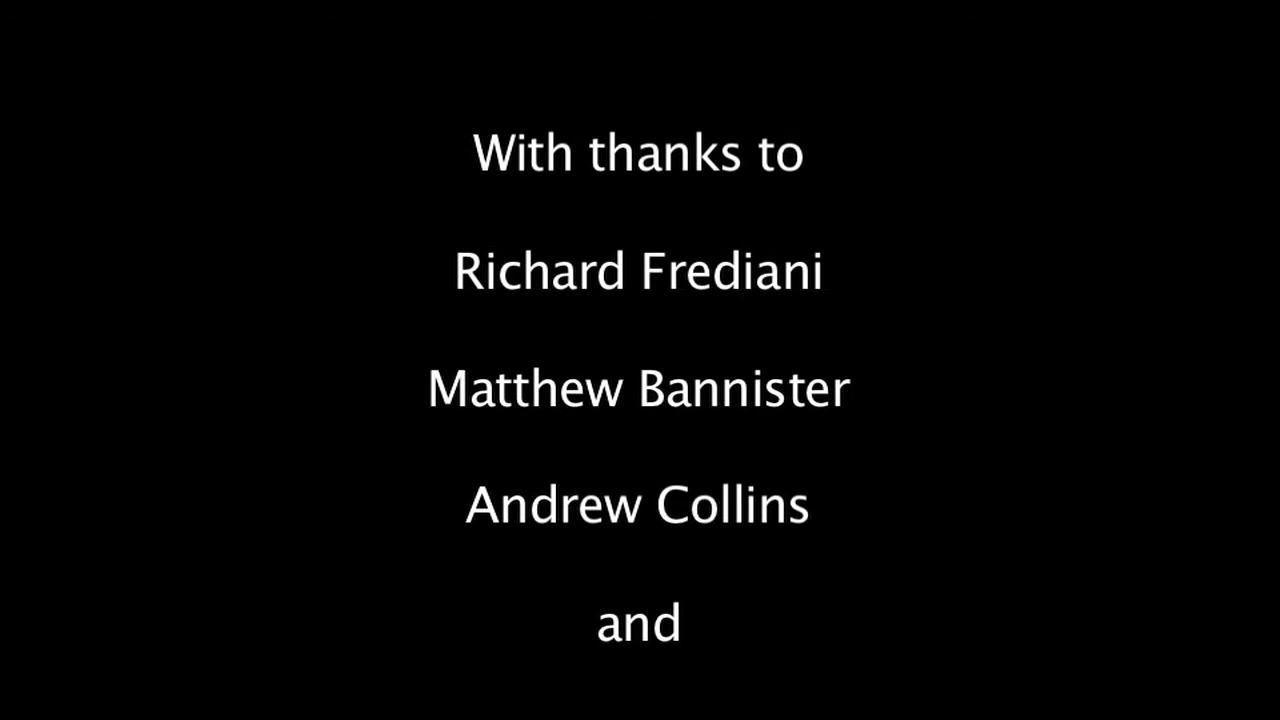 With thanks to
Richard Frediani
Matthew Bannister
Andrew Collins
and